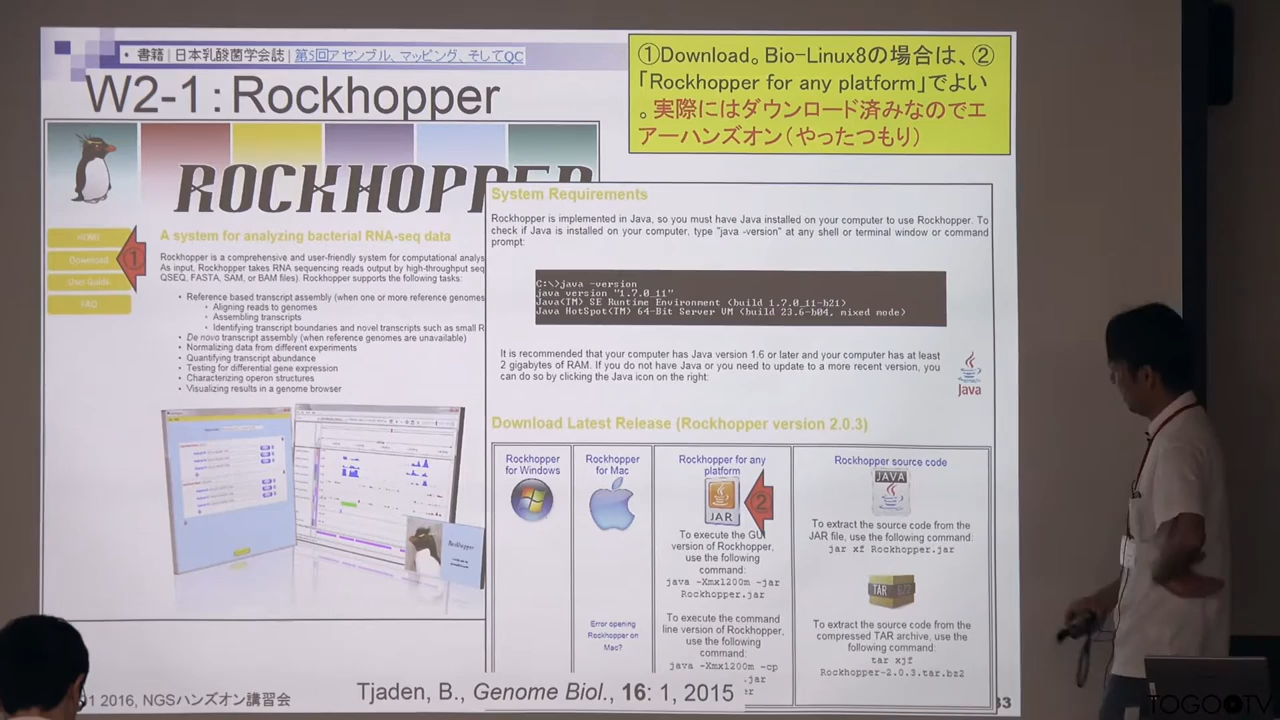 ・書籍 | 日本乳酸菌学会誌 | 第5回アセンブル、マッピング、そしてQC
W2-1:Rockhopper
①Download。Bio-Linux8の場合は、②
「Rockhopper for any platform」でよい
。実際にはダウンロード済みなのでエ
アーハンズオン(やったつもり)
ROCKHOPPER
HOME
Download
User Guide
FAQ
①
A system for analyzing bacterial RNA-seq data
Rockhopper is a comprehensive and user-friendly system for computational analys
As input, Rockhopper takes RNA sequencing reads output by high-throughput seq
QSEQ, FASTA, SAM, or BAM files). Rockhopper supports the following tasks:
• Reference based transcript assembly (when one or more reference genomes
• Aligning reads to genomes
• Assembling transcripts
• Identifying transcript boundaries and novel transcripts such as small R
• De novo transcript assembly (when reference genomes are unavailable)
• Normalizing data from different experiments
• Quantifying transcript abundance
• Testing for differential gene expression
• Characterizing operon structures
• Visualizing results in a genome browser
Rockhopper
System Requirements
Rockhopper is implemented in Java, so you must have Java installed on your computer to use Rockhopper. To
check if Java is installed on your computer, type "java -version" at any shell or terminal window or command
prompt:
C:\>java -version
java version "1.7.0_11"
Java(TM) SE Runtime Environment (build 1.7.0_11-b21)
Java HotSpot(TM) 64-Bit Server VM (build 23.6-b04, mixed mode)
It is recommended that your computer has Java version 1.6 or later and your computer has at least
2 gigabytes of RAM. If you do not have Java or you need to update to a more recent version, you
can do so by clicking the Java icon on the right:
Java
Download Latest Release (Rockhopper version 2.0.3)
Rockhopper
for Windows
Rockhopper
for Mac
Error opening
Rockhopper on
Mac?
Rockhopper for any
platform
JAR
②
To execute the GUI
version of Rockhopper,
use the following
command:
java -Xmx1200m -jar
Rockhopper.jar
To execute the command
line version of Rockhopper,
use the following
command:
java -Xmx1200m -cp
.jar
er
Rockhopper source code
JAVA
To extract the source code from the
JAR file, use the following command:
jar xf Rockhopper.jar
TAR BZ2
To extract the source code from the
compressed TAR archive, use the
following command:
tar xjf
Rockhopper-2.0.3.tar.bz2
01 2016, NGSハンズオン講習会
Tjaden, B., Genome Biol., 16: 1, 2015
33
TOGOTV